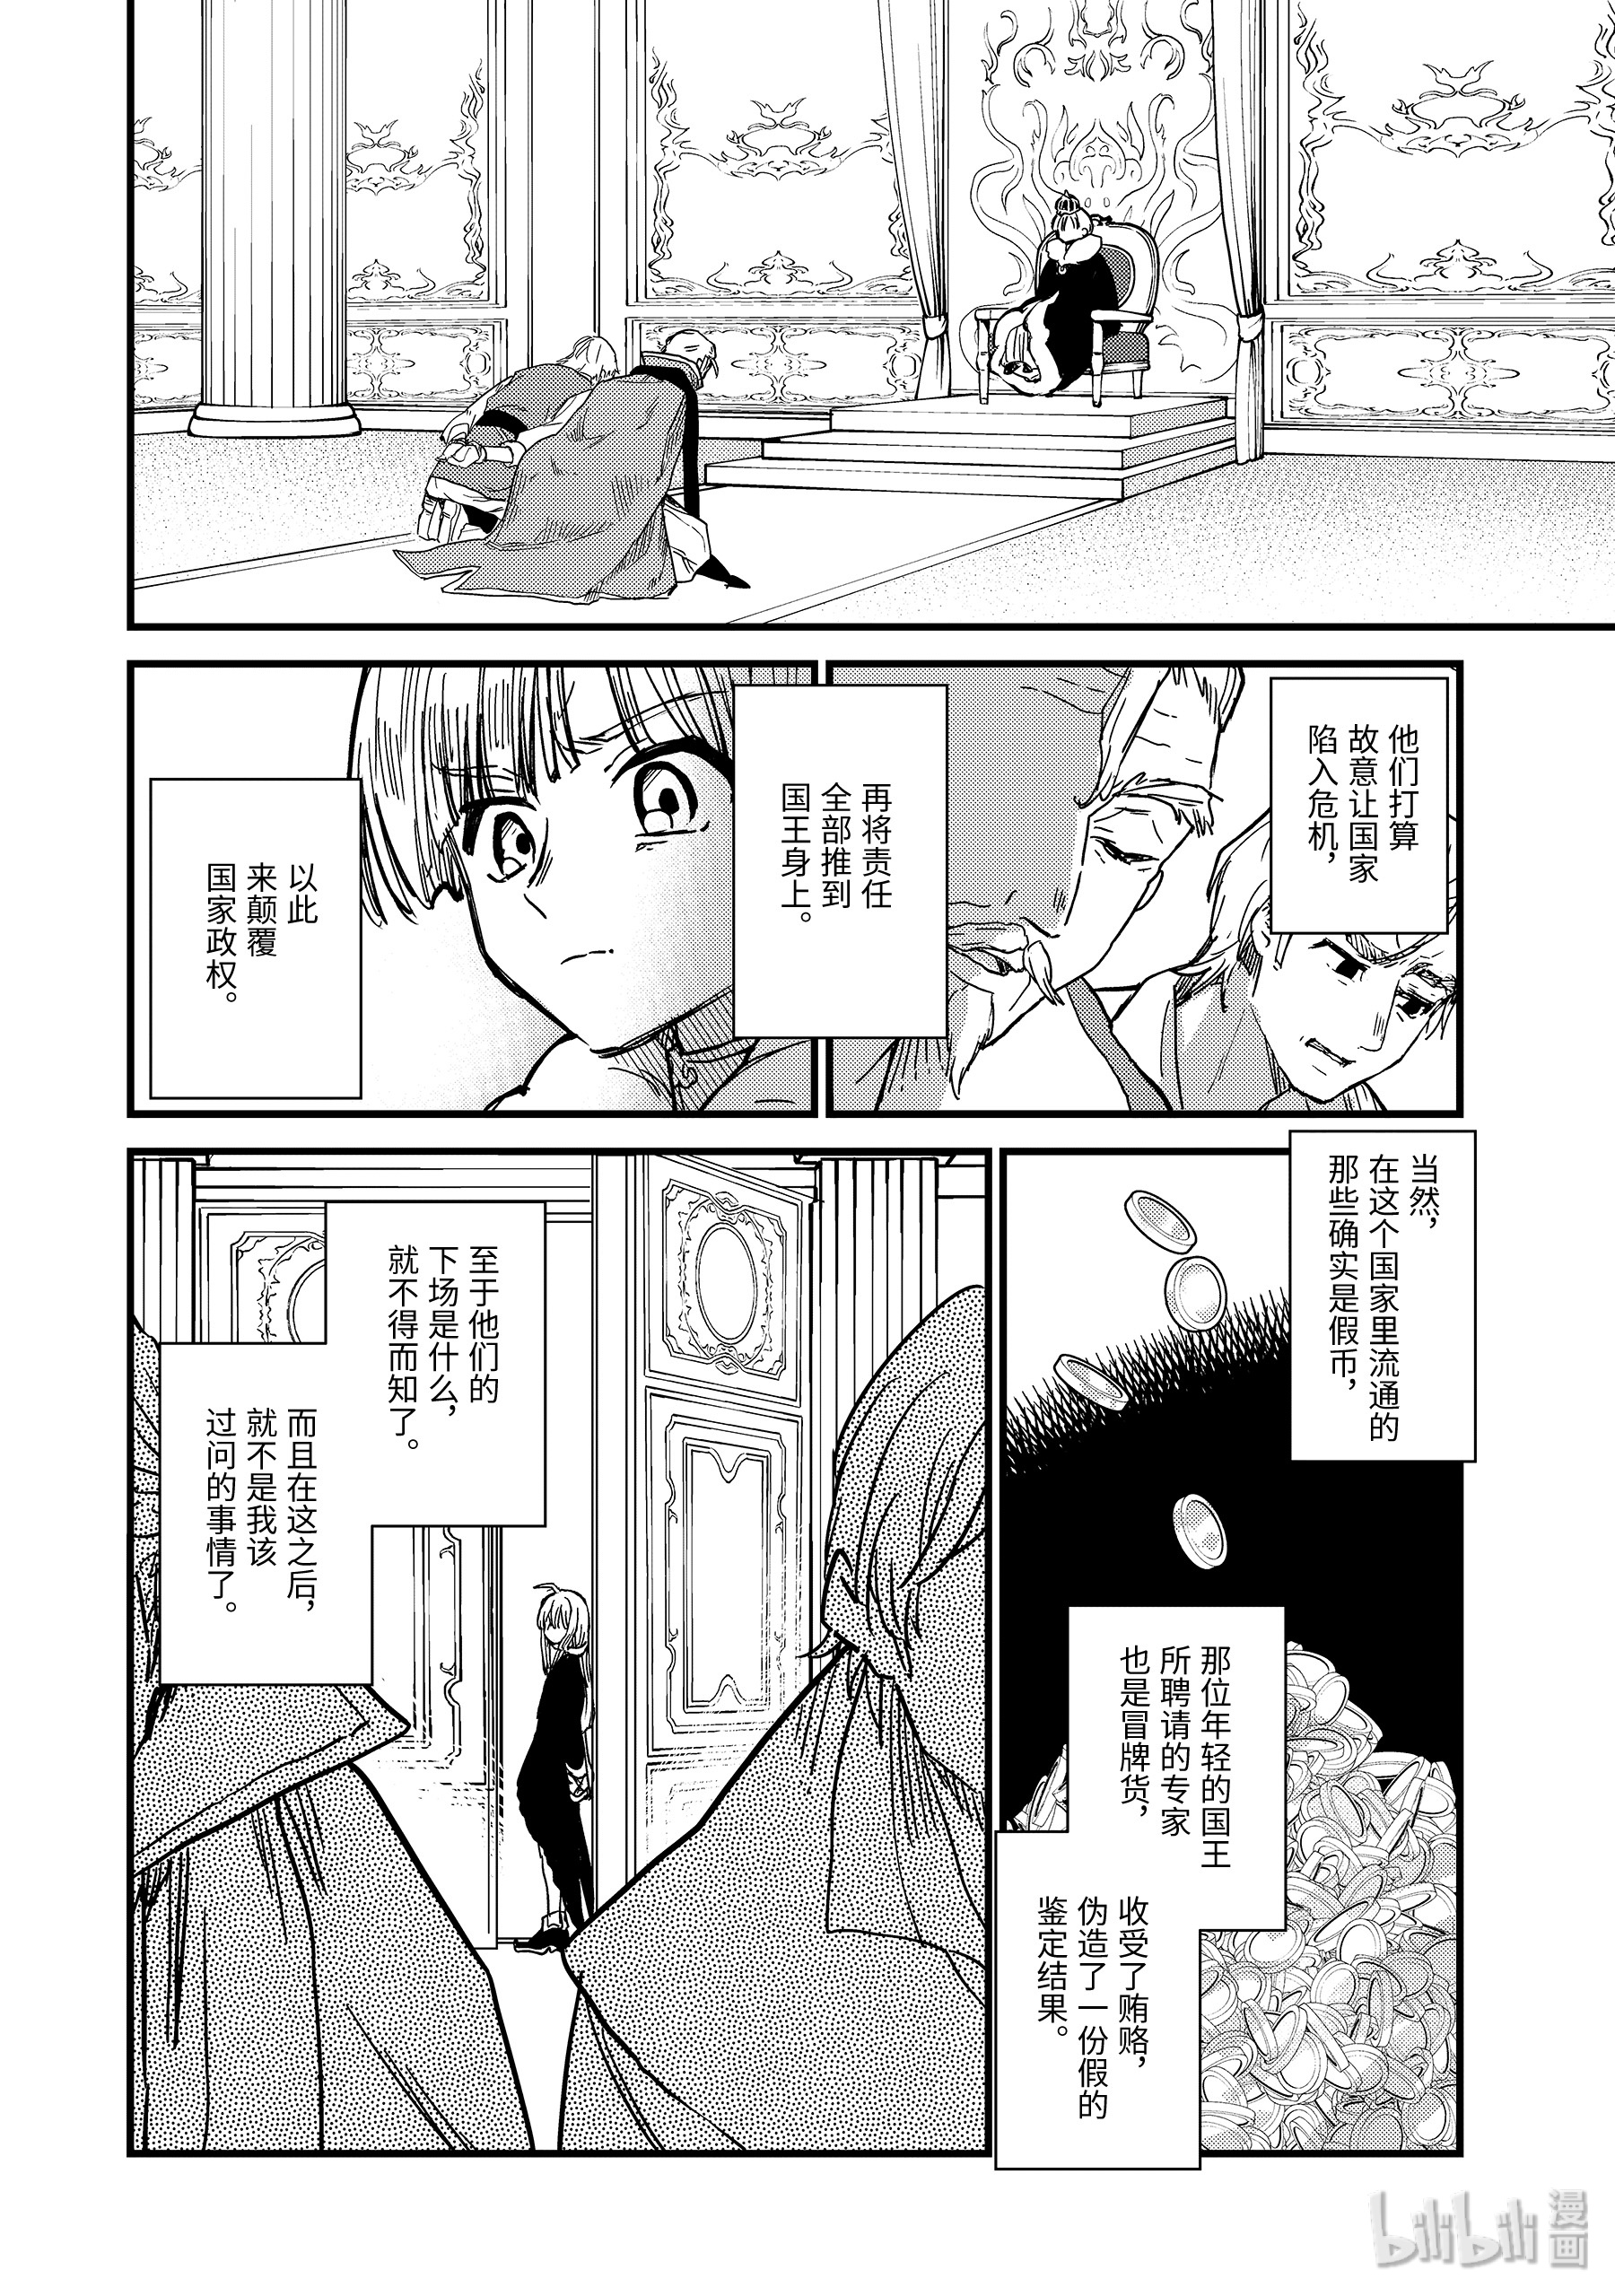 他们打算
故意让国家
陷入危机，
再将责任
全部推到
国王身上。
以此
来颠覆
国家政权。
当然，
在这个国家里流通的
那些确实是假币，
那位年轻的国王
所聘请的专家
也是冒牌货，
收受了贿赂，
伪造了一份假的
鉴定结果。
至于他们的
下场是什么，
就不得而知了。
而且在这之后，
就不是我该
过问的事情了。
bilibili
漫画